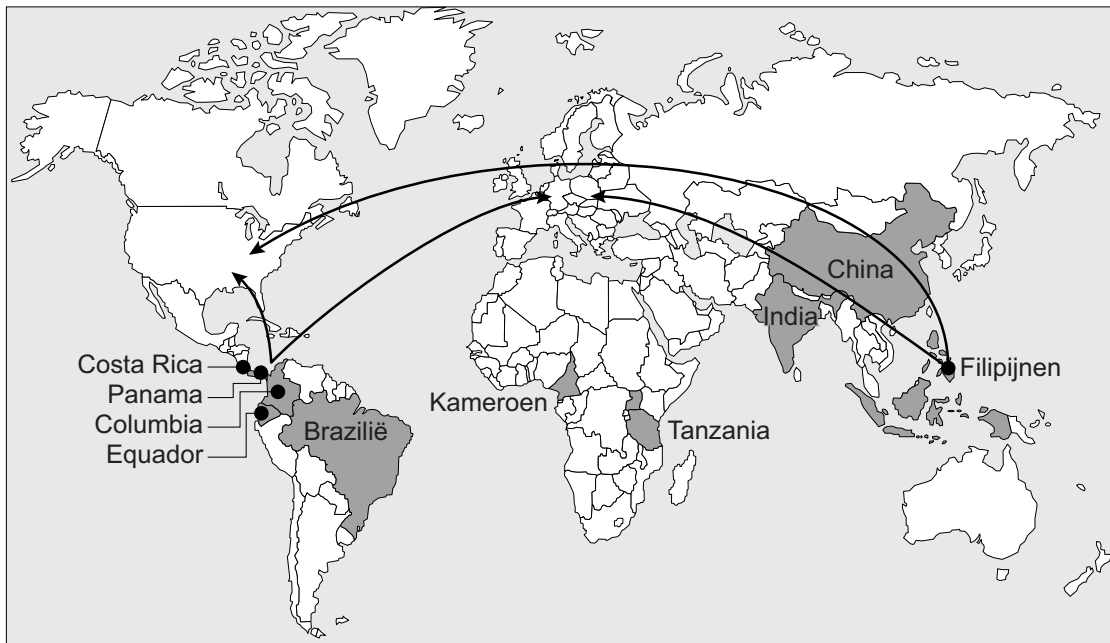 China
India
Costa Rica
Filipijnen
Panama
Kameroen
Columbia
Brazilië
Tanzania
Equador